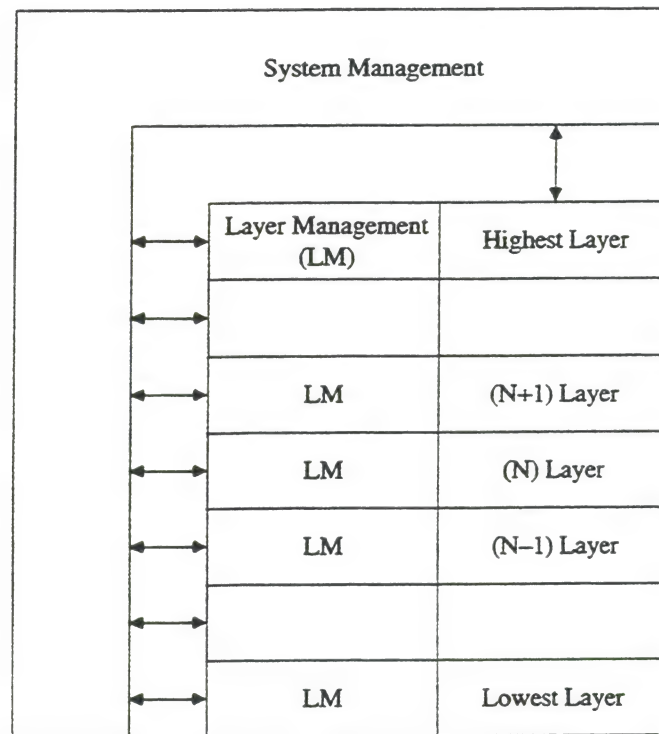 System Management
Layer Management
(LM)
Highest Layer
LM
(N+1) Layer
LM
(N) Layer
LM
(N–1) Layer
LM
Lowest Layer